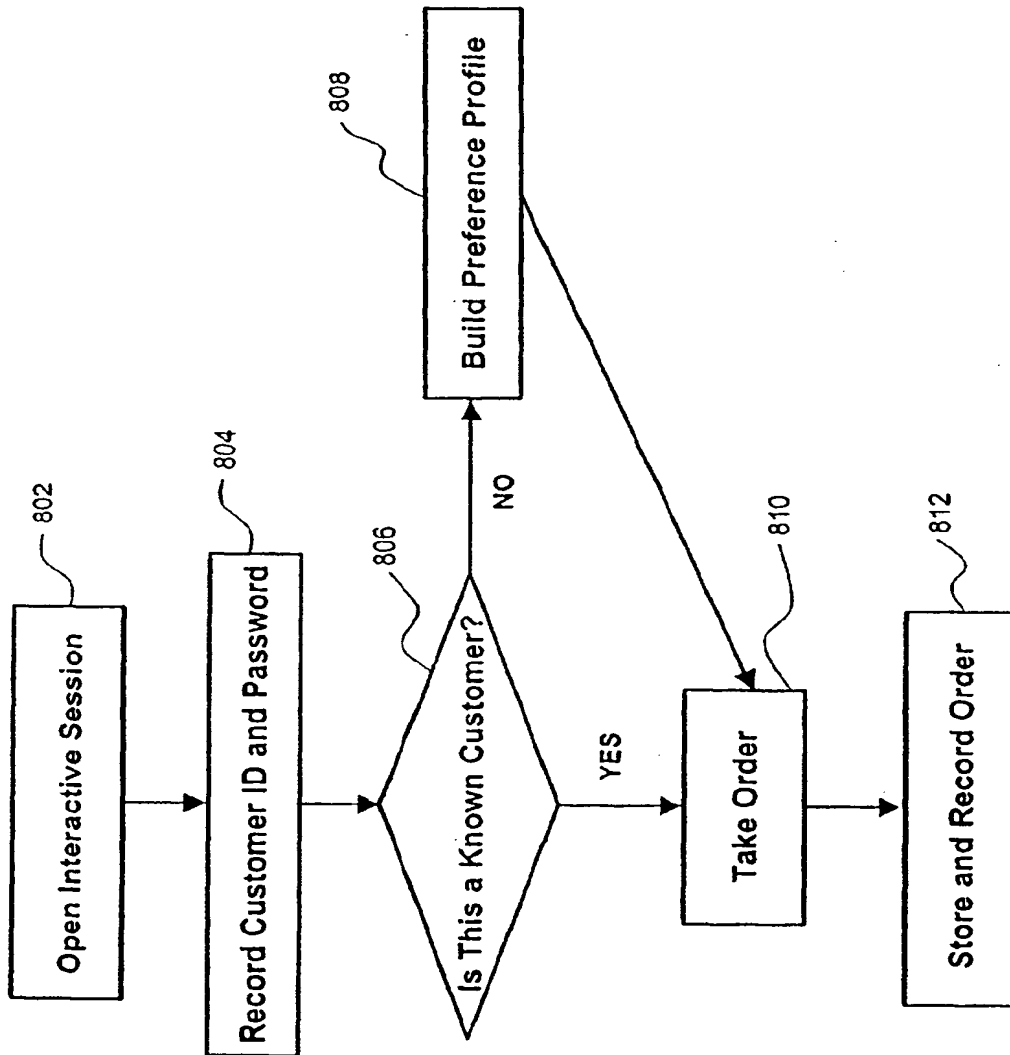 802
Open Interactive Session
804
Record Customer ID and Password
806
Is This a Known Customer?
NO
808
Build Preference Profile
YES
810
Take Order
812
Store and Record Order